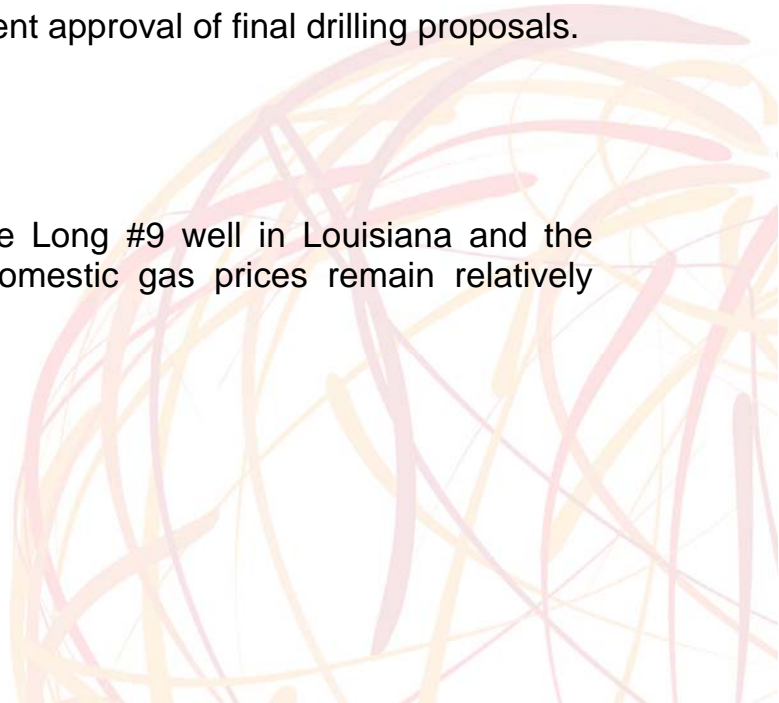 ent approval of final drilling proposals.
e Long #9 well in Louisiana and the
omestic gas prices remain relatively